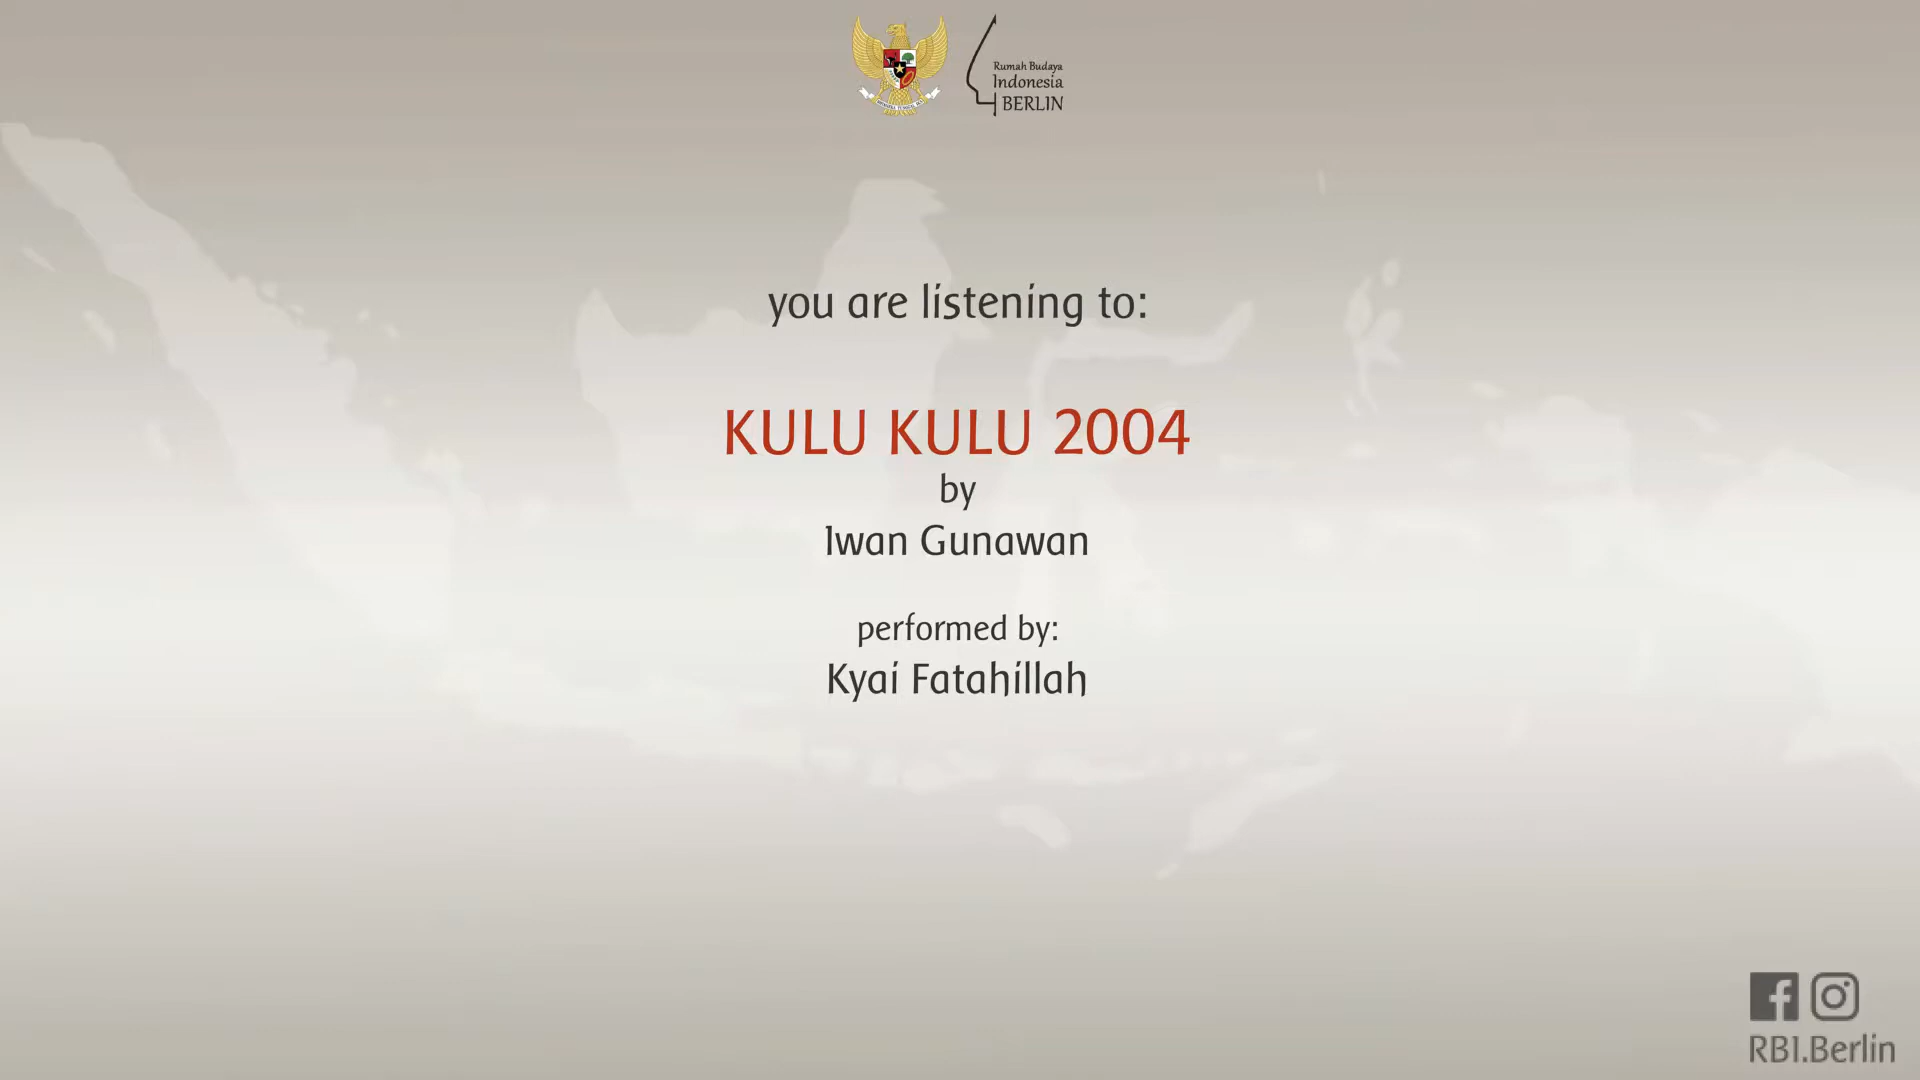 Rumah Budaya
Indonesia
BERLIN
you are listening to:
KULU KULU 2004
by
Iwan Gunawan
performed by:
Kyai Fatahillah
RBI.Berlin